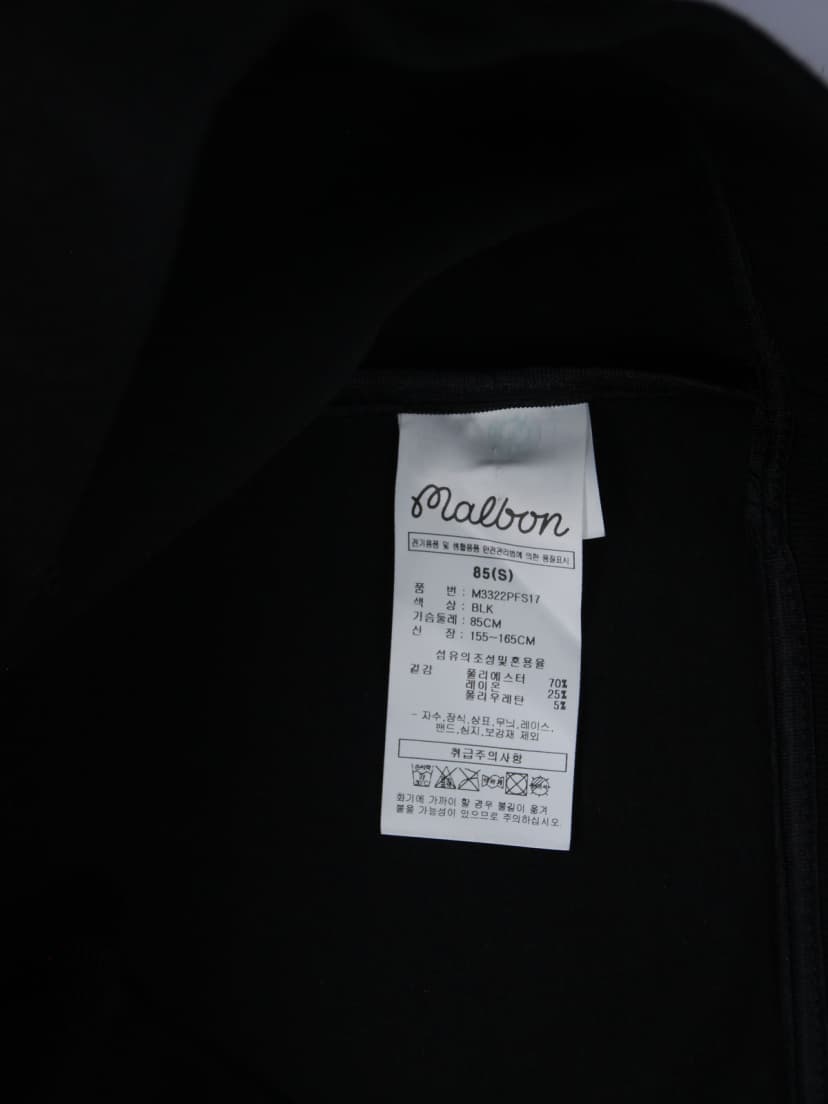 Malbon
전기용품 및 생활용품 안전관리법에 의한 품질표시
85(S)
품 번 : M3322PFS17
색 상 : BLK
가슴둘레 : 85CM
신 장 : 155~165CM
섬유의조성및혼용율
겉감 폴리에스터 70%
레이온 25%
폴리우레탄 5%
- 자수,장식,상표,무늬,레이스,
밴드,심지,보강재 제외
취급주의사항
화기에 가까이 할 경우 불길이 옮겨
붙을 가능성이 있으므로 주의하십시오